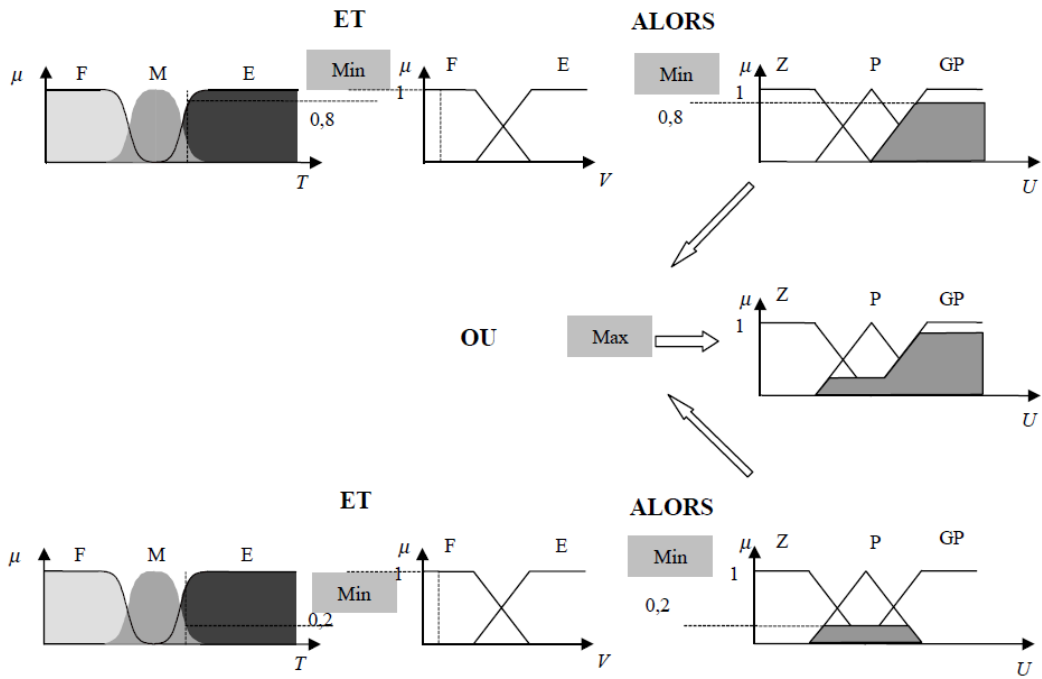 ET
ALORS
μ
F
M
E
Min
μ
F
E
Min
μ
Z
P
GP
1
0,8
0,8
1
T
V
U
OU
Max
μ
Z
P
GP
1
U
ET
ALORS
μ
F
M
E
Min
μ
F
E
Min
μ
Z
P
GP
1
0,2
0,2
1
T
V
U